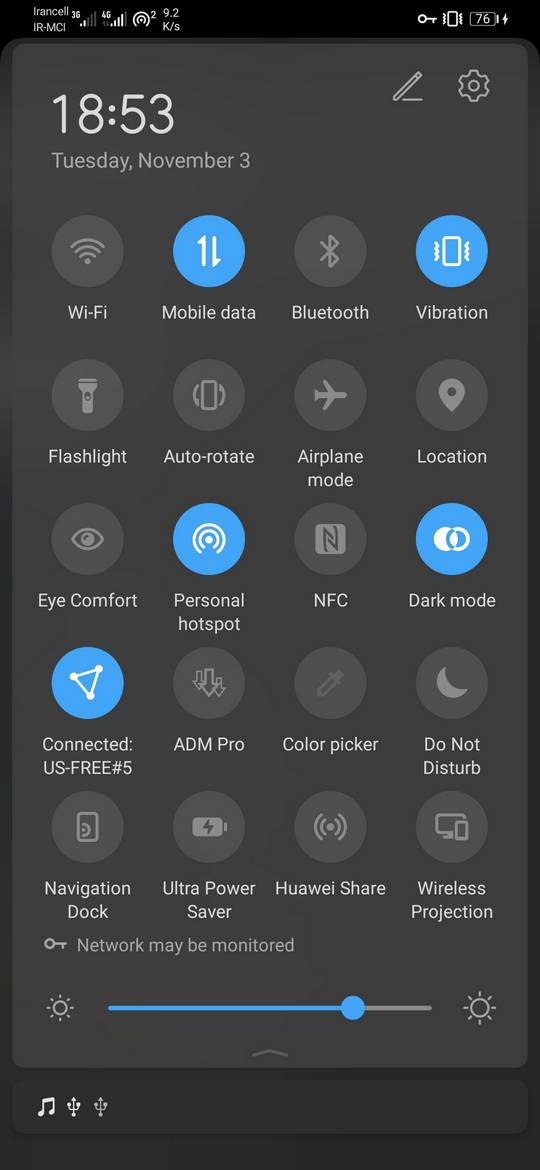 Irancell 3G 4G 2 9.2
IR-MCI K/s 76
18:53
Tuesday, November 3
Wi-Fi Mobile data Bluetooth Vibration
Flashlight Auto-rotate Airplane mode Location
Eye Comfort Personal hotspot NFC Dark mode
Connected: US-FREE#5 ADM Pro Color picker Do Not Disturb
Navigation Dock Ultra Power Saver Huawei Share Wireless Projection
Network may be monitored